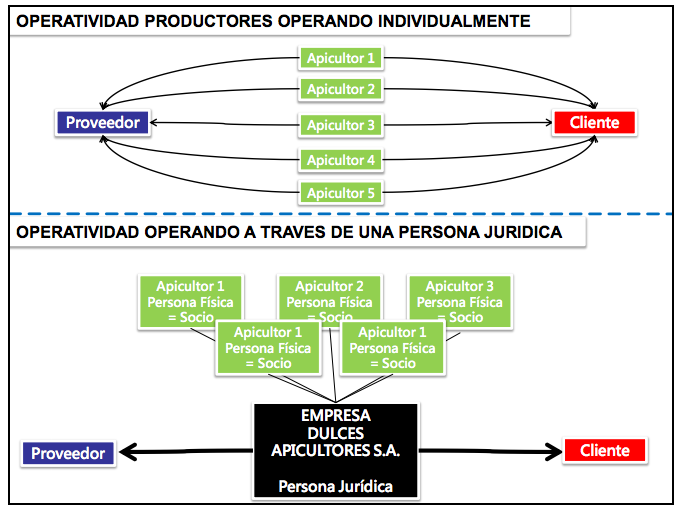 OPERATIVIDAD PRODUCTORES OPERANDO INDIVIDUALMENTE
Apicultor 1
Apicultor 2
Proveedor
Apicultor 3
Cliente
Apicultor 4
Apicultor 5
OPERATIVIDAD OPERANDO A TRAVES DE UNA PERSONA JURIDICA
Apicultor 1
Persona Física
= Socio
Apicultor 2
Persona Física
= Socio
Apicultor 3
Persona Física
= Socio
Apicultor 1
Persona Física
= Socio
Apicultor 1
Persona Física
= Socio
EMPRESA
DULCES
APICULTORES S.A.
Persona Jurídica
Proveedor
Cliente